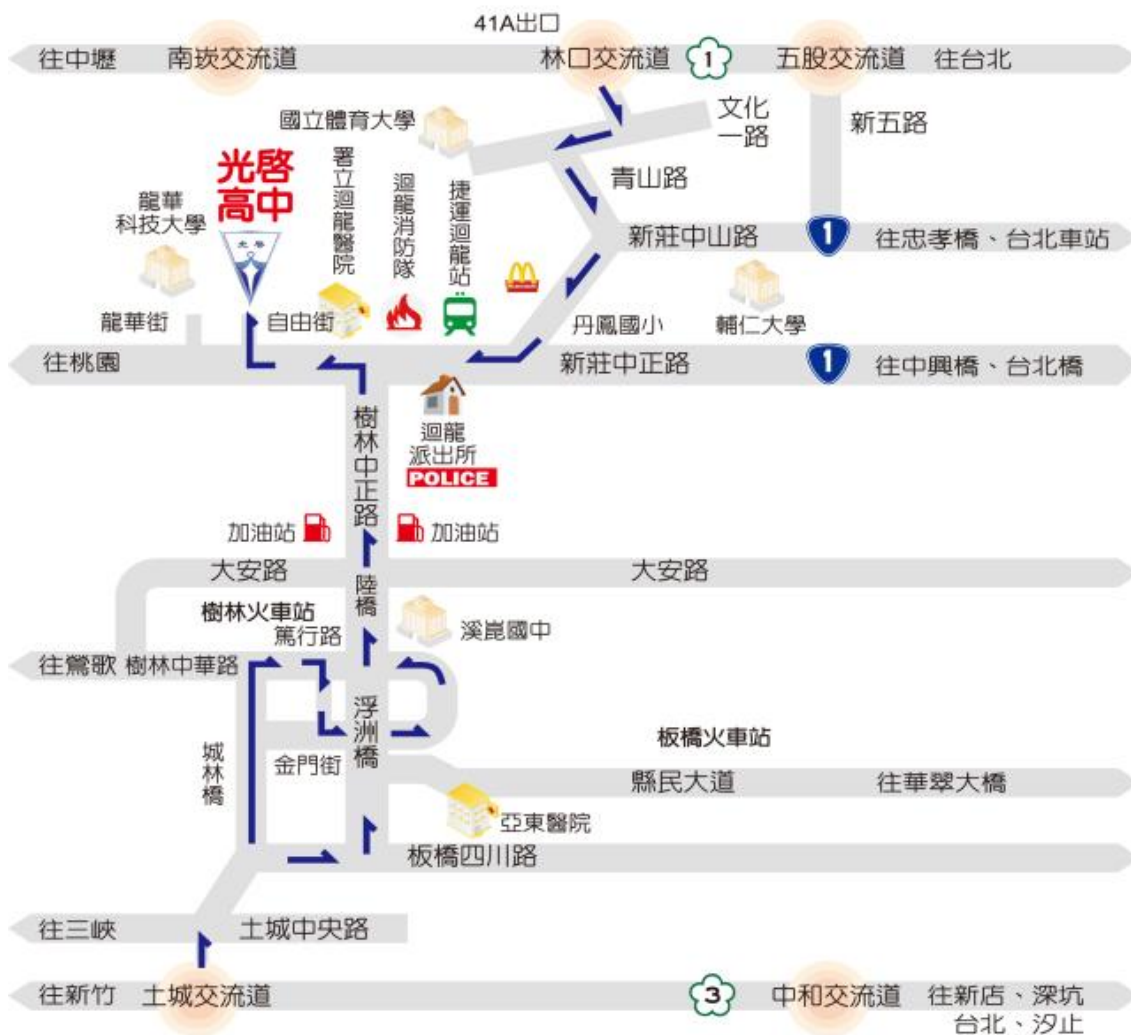 41A出口
往中壢
南崁交流道
林口交流道
1
五股交流道
往台北
國立體育大學
文化
一路
新五路
光啓
高中
署立迴龍醫院
迴龍消防隊
捷運迴龍站
青山路
龍華
科技大學
新莊中山路
1
往忠孝橋、台北車站
龍華街
自由街
丹鳳國小
輔仁大學
往桃園
新莊中正路
1
往中興橋、台北橋
樹林中正路
迴龍
派出所
POLICE
加油站
加油站
大安路
大安路
陸橋
樹林火車站
篤行路
溪崑國中
往鶯歌
樹林中華路
浮洲橋
城林橋
金門街
板橋火車站
縣民大道
往華翠大橋
亞東醫院
板橋四川路
往三峽
土城中央路
往新竹
土城交流道
3
中和交流道
往新店、深坑
台北、汐止